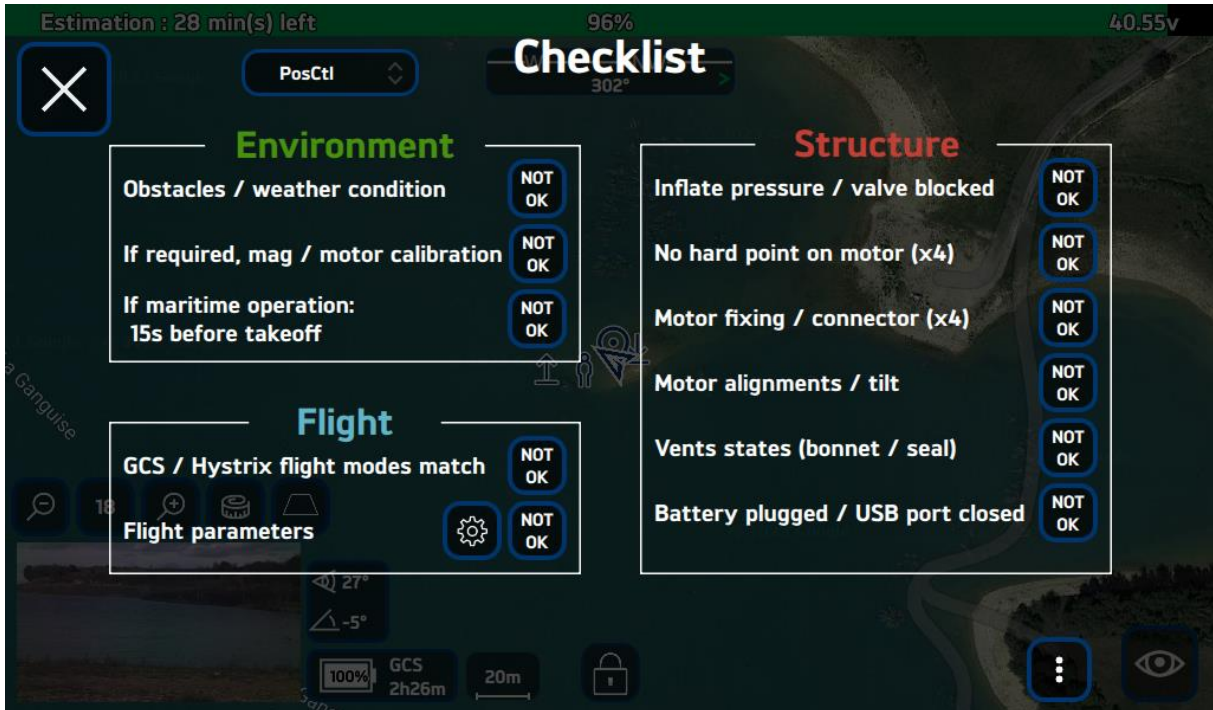 Estimation : 28 min(s) left
96%
40.55v
Checklist
PosCtl
302°
Environment
Obstacles / weather condition
NOT
OK
If required, mag / motor calibration
NOT
OK
If maritime operation:
15s before takeoff
NOT
OK
Flight
GCS / Hystrix flight modes match
NOT
OK
Flight parameters
NOT
OK
Structure
Inflate pressure / valve blocked
NOT
OK
No hard point on motor (x4)
NOT
OK
Motor fixing / connector (x4)
NOT
OK
Motor alignments / tilt
NOT
OK
Vents states (bonnet / seal)
NOT
OK
Battery plugged / USB port closed
NOT
OK
a Ganguise
18
27°
-5°
100%
GCS
2h26m
20m